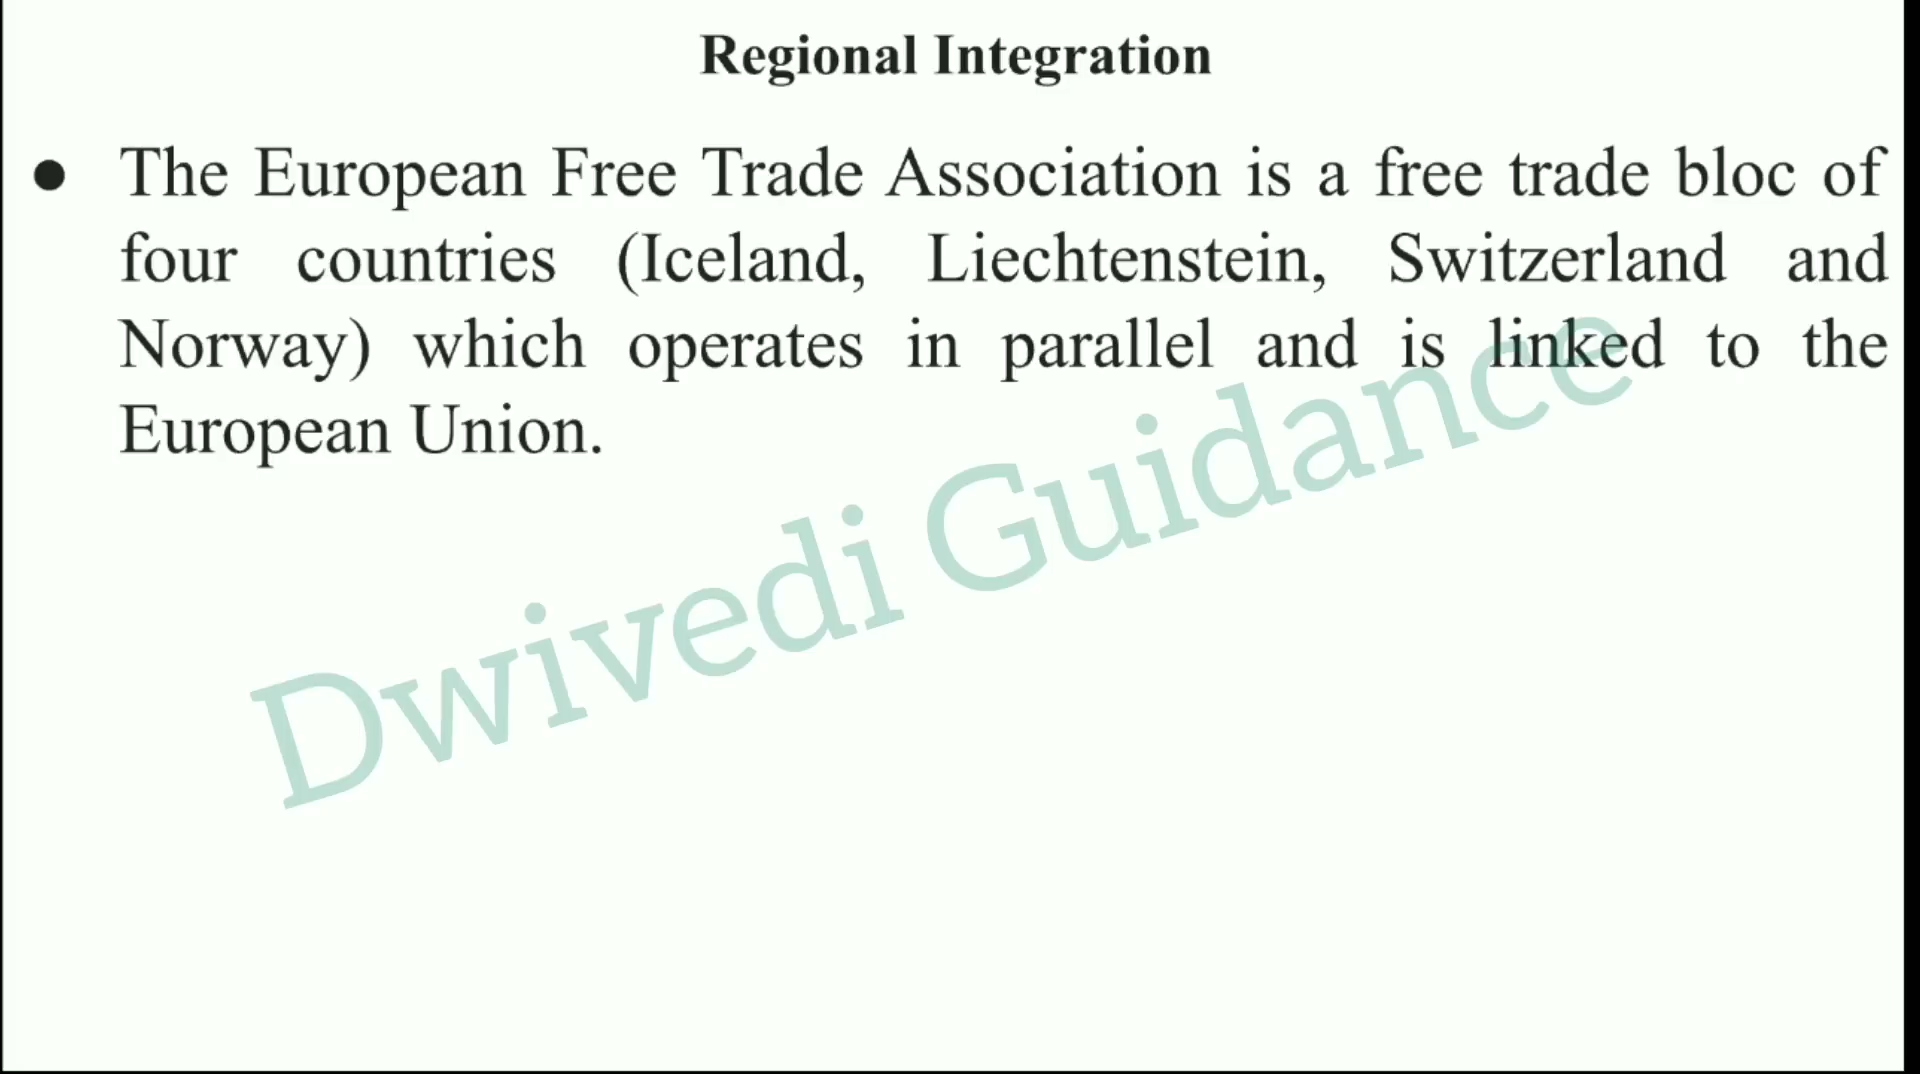 Regional Integration
● The European Free Trade Association is a free trade bloc of
four countries (Iceland, Liechtenstein, Switzerland and
Norway) which operates in parallel and is linked to the
European Union.
Dwivedi Guidance